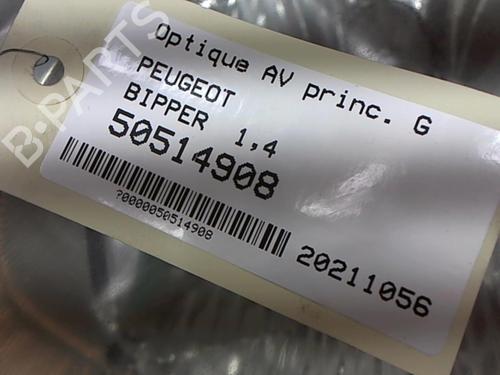 Optique AV princ. G
PEUGEOT
BIPPER 1,4
50514908
?0000050514908
20211056
B-PARTS